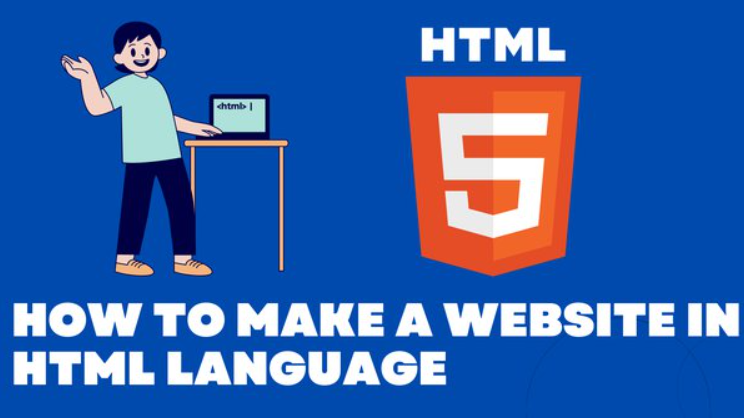 HTML
<html> |
5
HOW TO MAKE A WEBSITE IN
HTML LANGUAGE